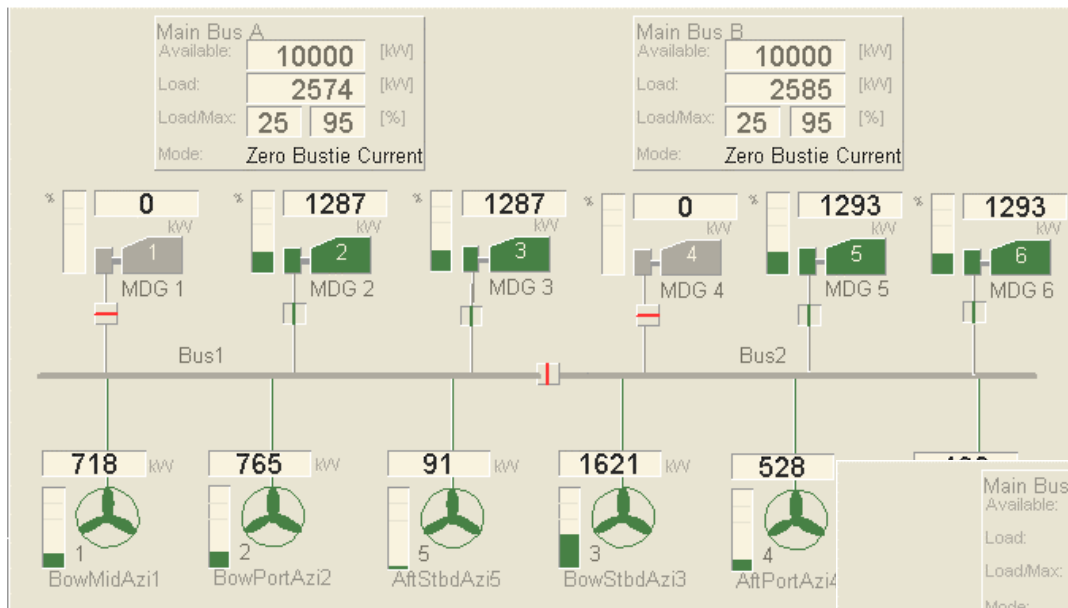 Main Bus A
Available: 10000 [kW]
Load: 2574 [kW]
Load/Max: 25 95 [%]
Mode: Zero Bustie Current
Main Bus B
Available: 10000 [kW]
Load: 2585 [kW]
Load/Max: 25 95 [%]
Mode: Zero Bustie Current
% 0 kW
1
MDG 1
% 1287 kW
2
MDG 2
% 1287 kW
3
MDG 3
% 0 kW
4
MDG 4
% 1293 kW
5
MDG 5
% 1293 kW
6
MDG 6
Bus1
Bus2
718 kW
1
BowMidAzi1
765 kW
2
BowPortAzi2
91 kW
5
AftStbdAzi5
1621 kW
3
BowStbdAzi3
528
4
AftPortAzi4
Main Bus
Available:
Load:
Load/Max:
Mode: